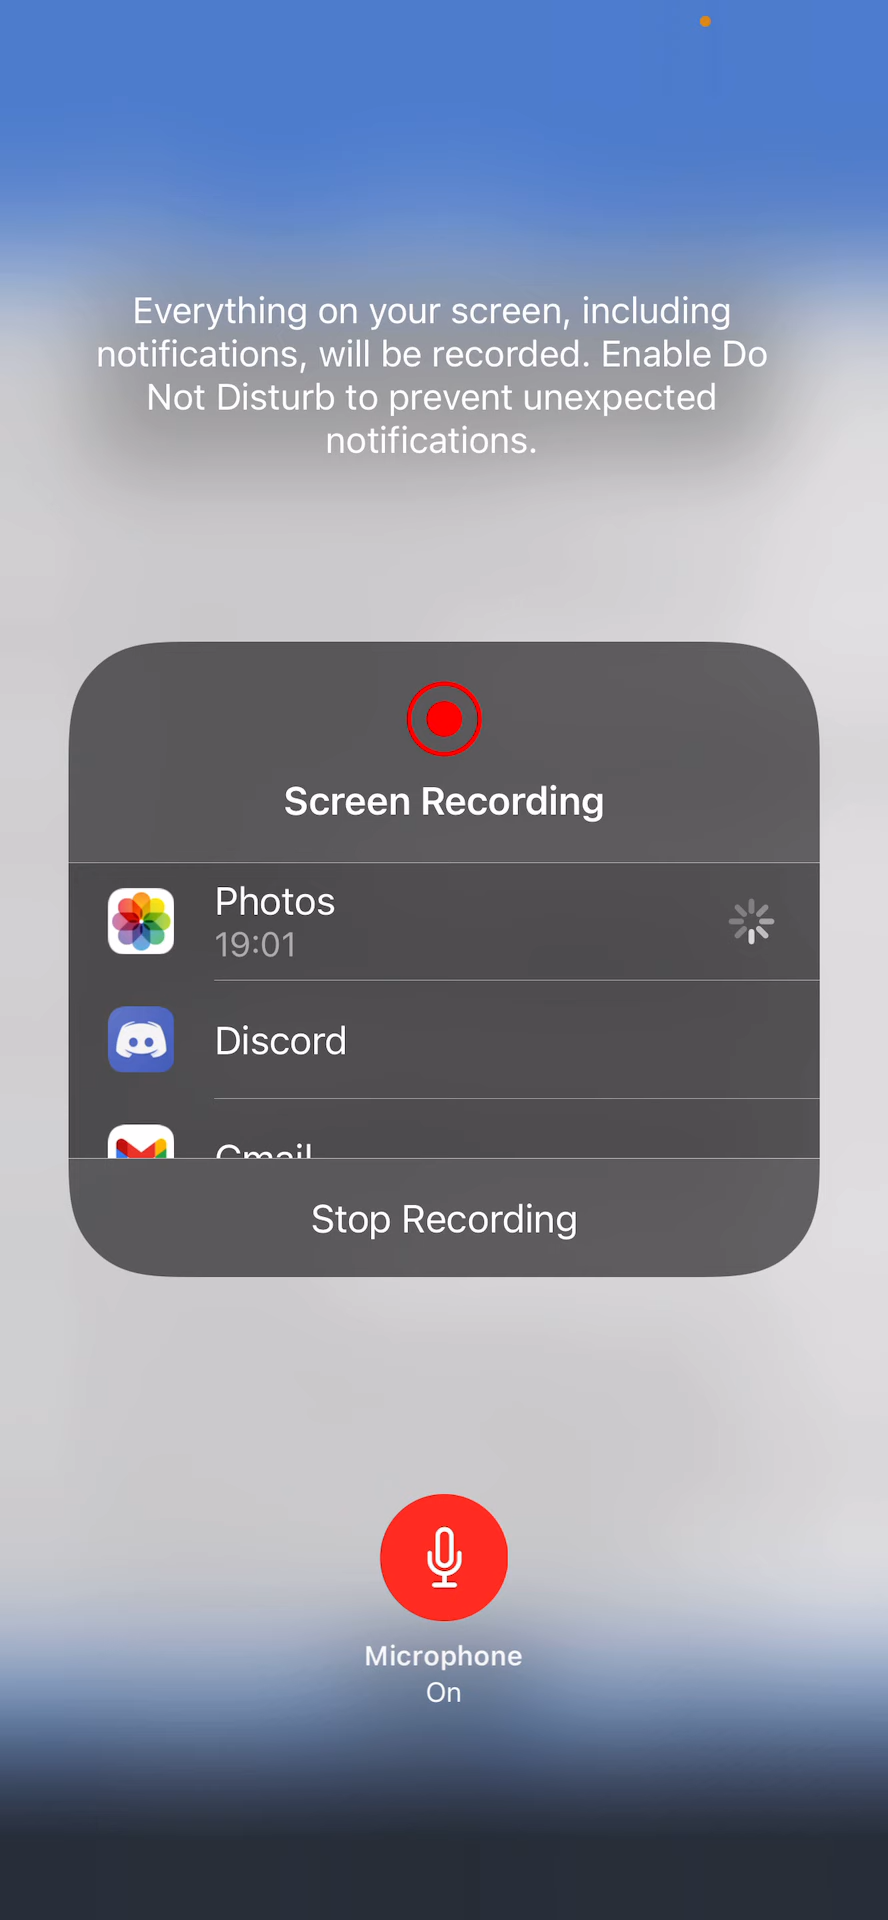 Everything on your screen, including
notifications, will be recorded. Enable Do
Not Disturb to prevent unexpected
notifications.
Screen Recording
Photos
19:01
Discord
Gmail
Stop Recording
Microphone
On